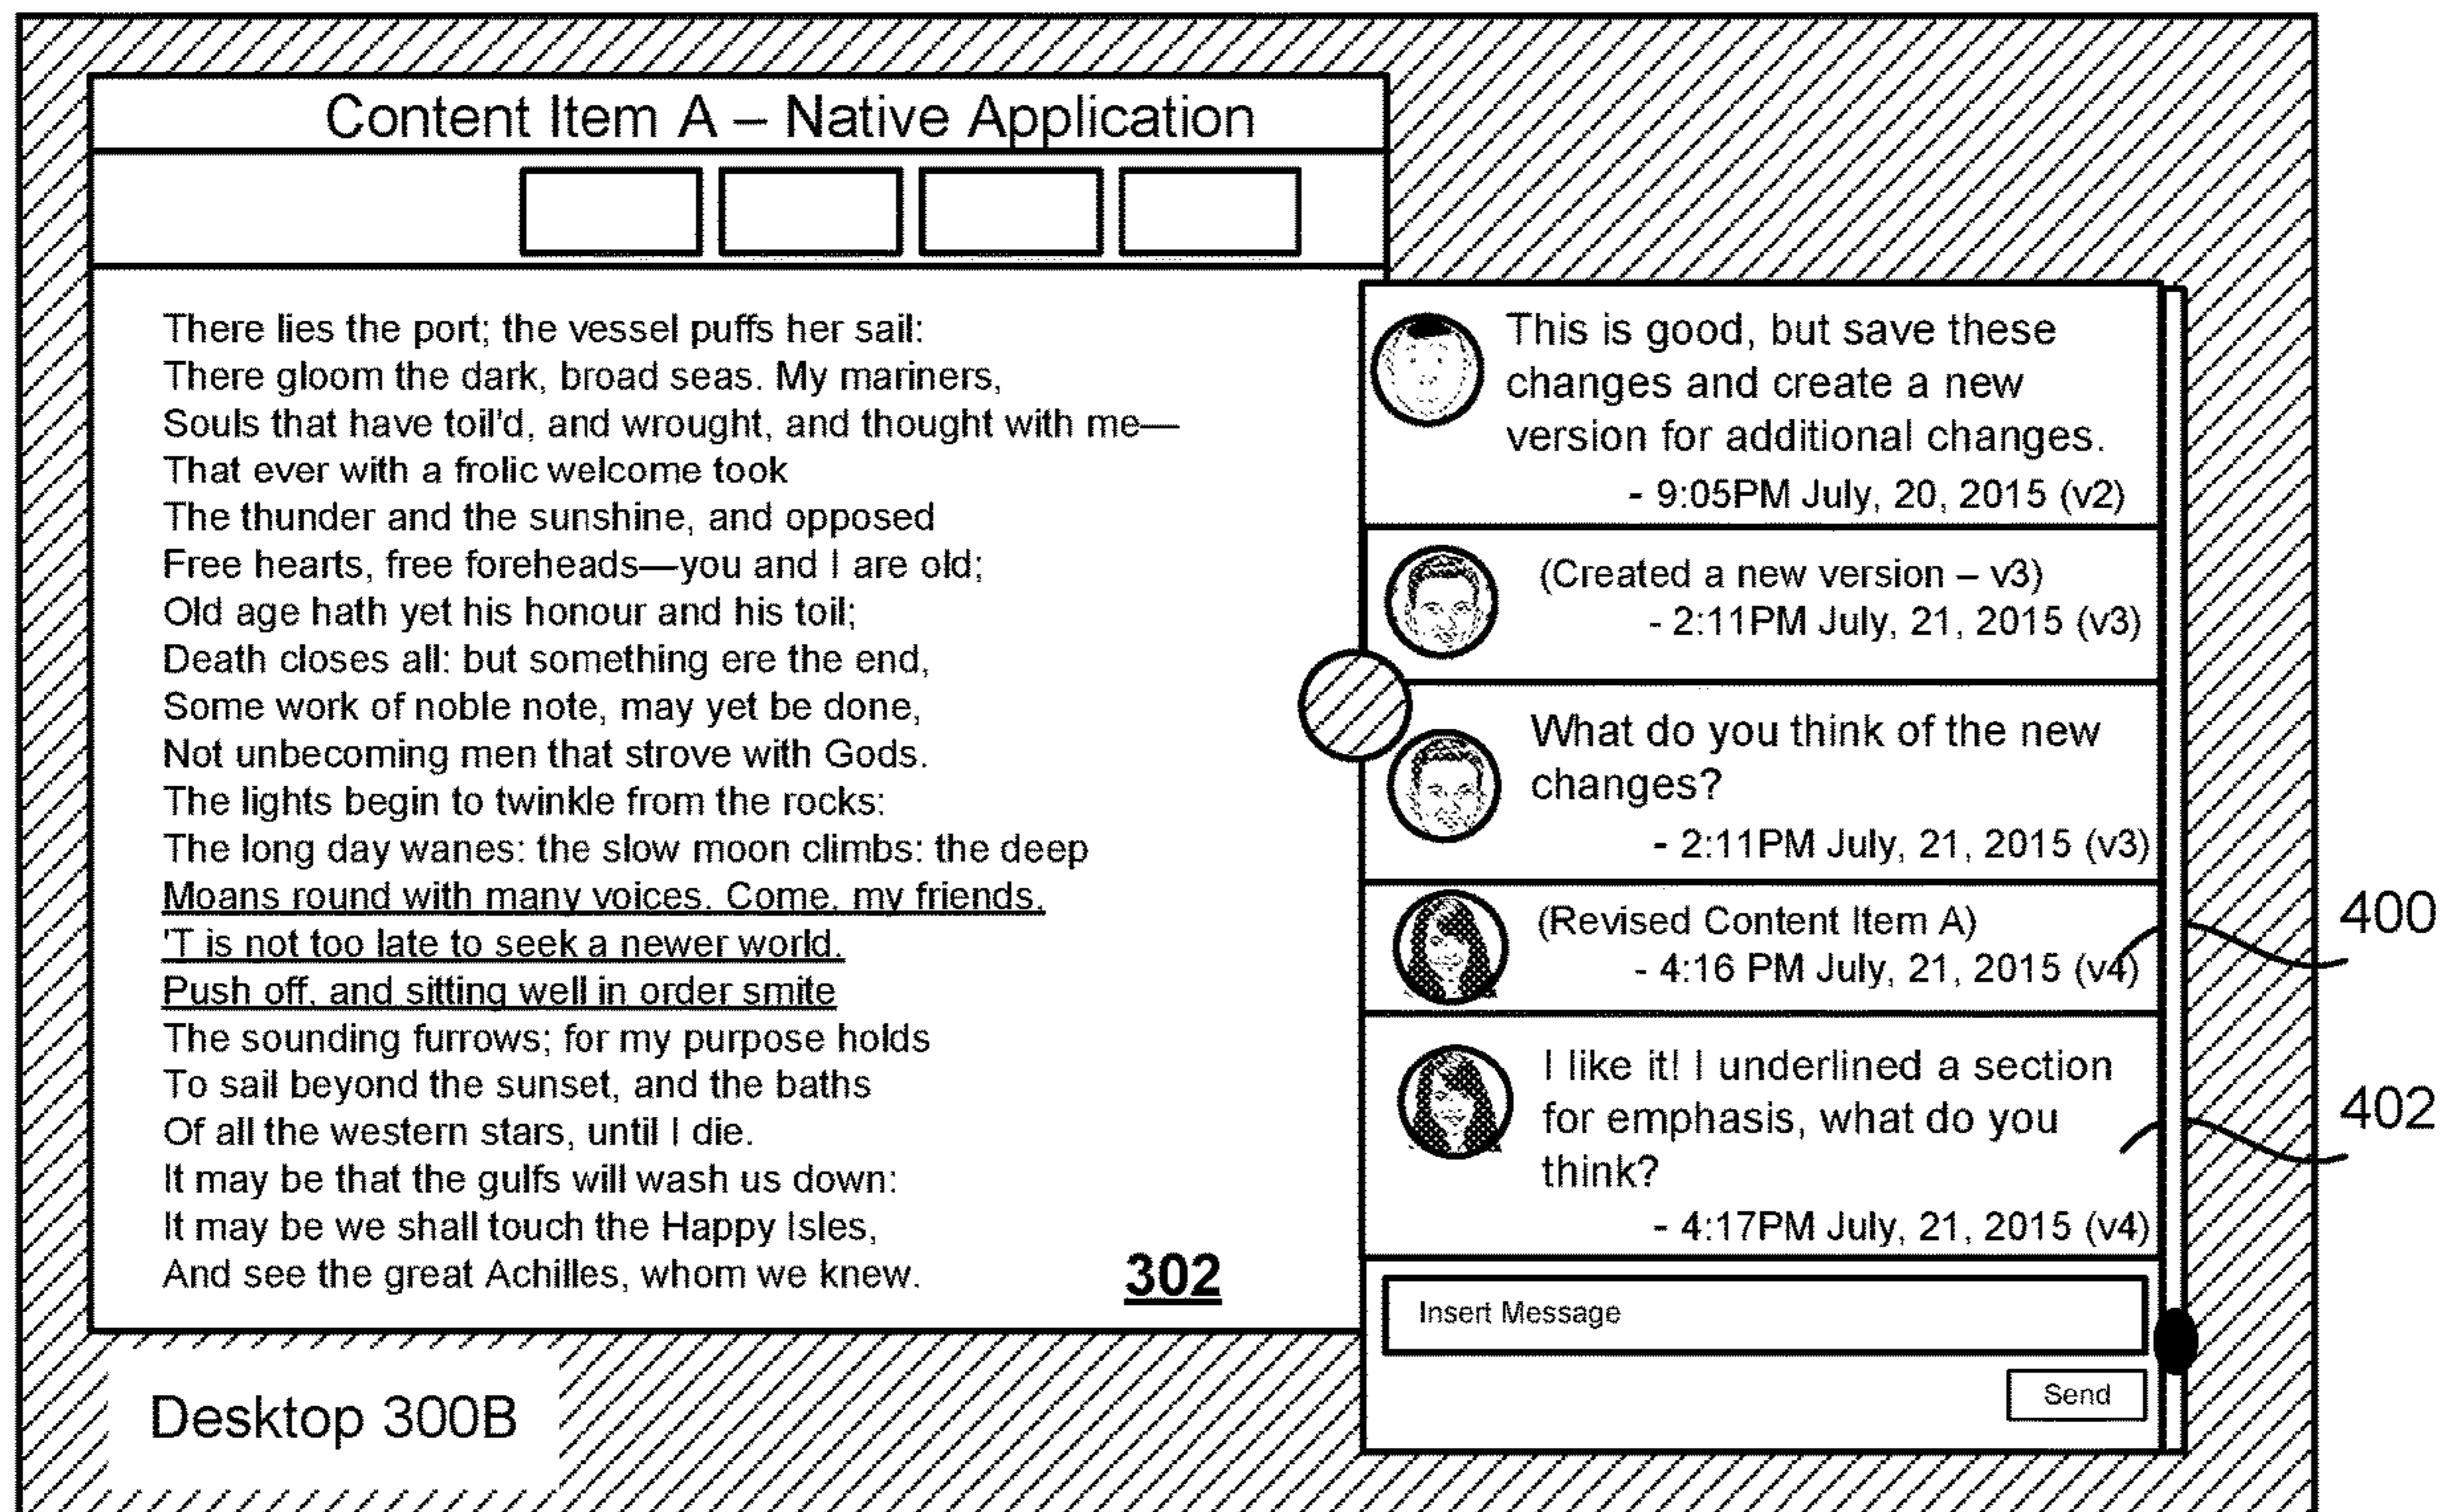 Content Item A – Native Application
There lies the port; the vessel puffs her sail:
There gloom the dark, broad seas. My mariners,
Souls that have toil'd, and wrought, and thought with me—
That ever with a frolic welcome took
The thunder and the sunshine, and opposed
Free hearts, free foreheads—you and I are old;
Old age hath yet his honour and his toil;
Death closes all: but something ere the end,
Some work of noble note, may yet be done,
Not unbecoming men that strove with Gods.
The lights begin to twinkle from the rocks:
The long day wanes: the slow moon climbs: the deep
Moans round with many voices. Come, my friends,
'T is not too late to seek a newer world.
Push off, and sitting well in order smite
The sounding furrows; for my purpose holds
To sail beyond the sunset, and the baths
Of all the western stars, until I die.
It may be that the gulfs will wash us down:
It may be we shall touch the Happy Isles,
And see the great Achilles, whom we knew.
302
This is good, but save these
changes and create a new
version for additional changes.
- 9:05PM July, 20, 2015 (v2)
(Created a new version – v3)
- 2:11PM July, 21, 2015 (v3)
What do you think of the new
changes?
- 2:11PM July, 21, 2015 (v3)
(Revised Content Item A)
- 4:16 PM July, 21, 2015 (v4)
400
I like it! I underlined a section
for emphasis, what do you
think?
- 4:17PM July, 21, 2015 (v4)
402
Insert Message
Send
Desktop 300B